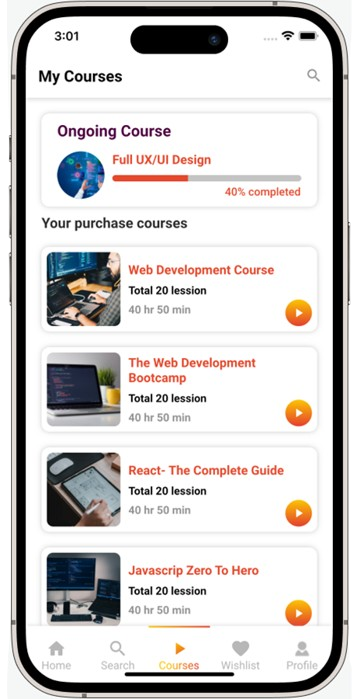 3:01
My Courses
Ongoing Course
Full UX/UI Design
40% completed
Your purchase courses
Web Development Course
Total 20 lession
40 hr 50 min
The Web Development
Bootcamp
Total 20 lession
40 hr 50 min
React- The Complete Guide
Total 20 lession
40 hr 50 min
Javascrip Zero To Hero
Total 20 lession
40 hr 50 min
Home Search Courses Wishlist Profile